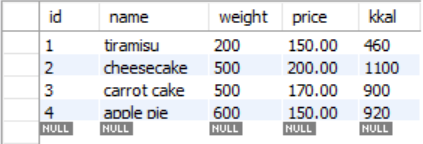 id name weight price kkal
1 tiramisu 200 150.00 460
2 cheesecake 500 200.00 1100
3 carrot cake 500 170.00 900
4 apple pie 600 150.00 920
NULL NULL NULL NULL NULL